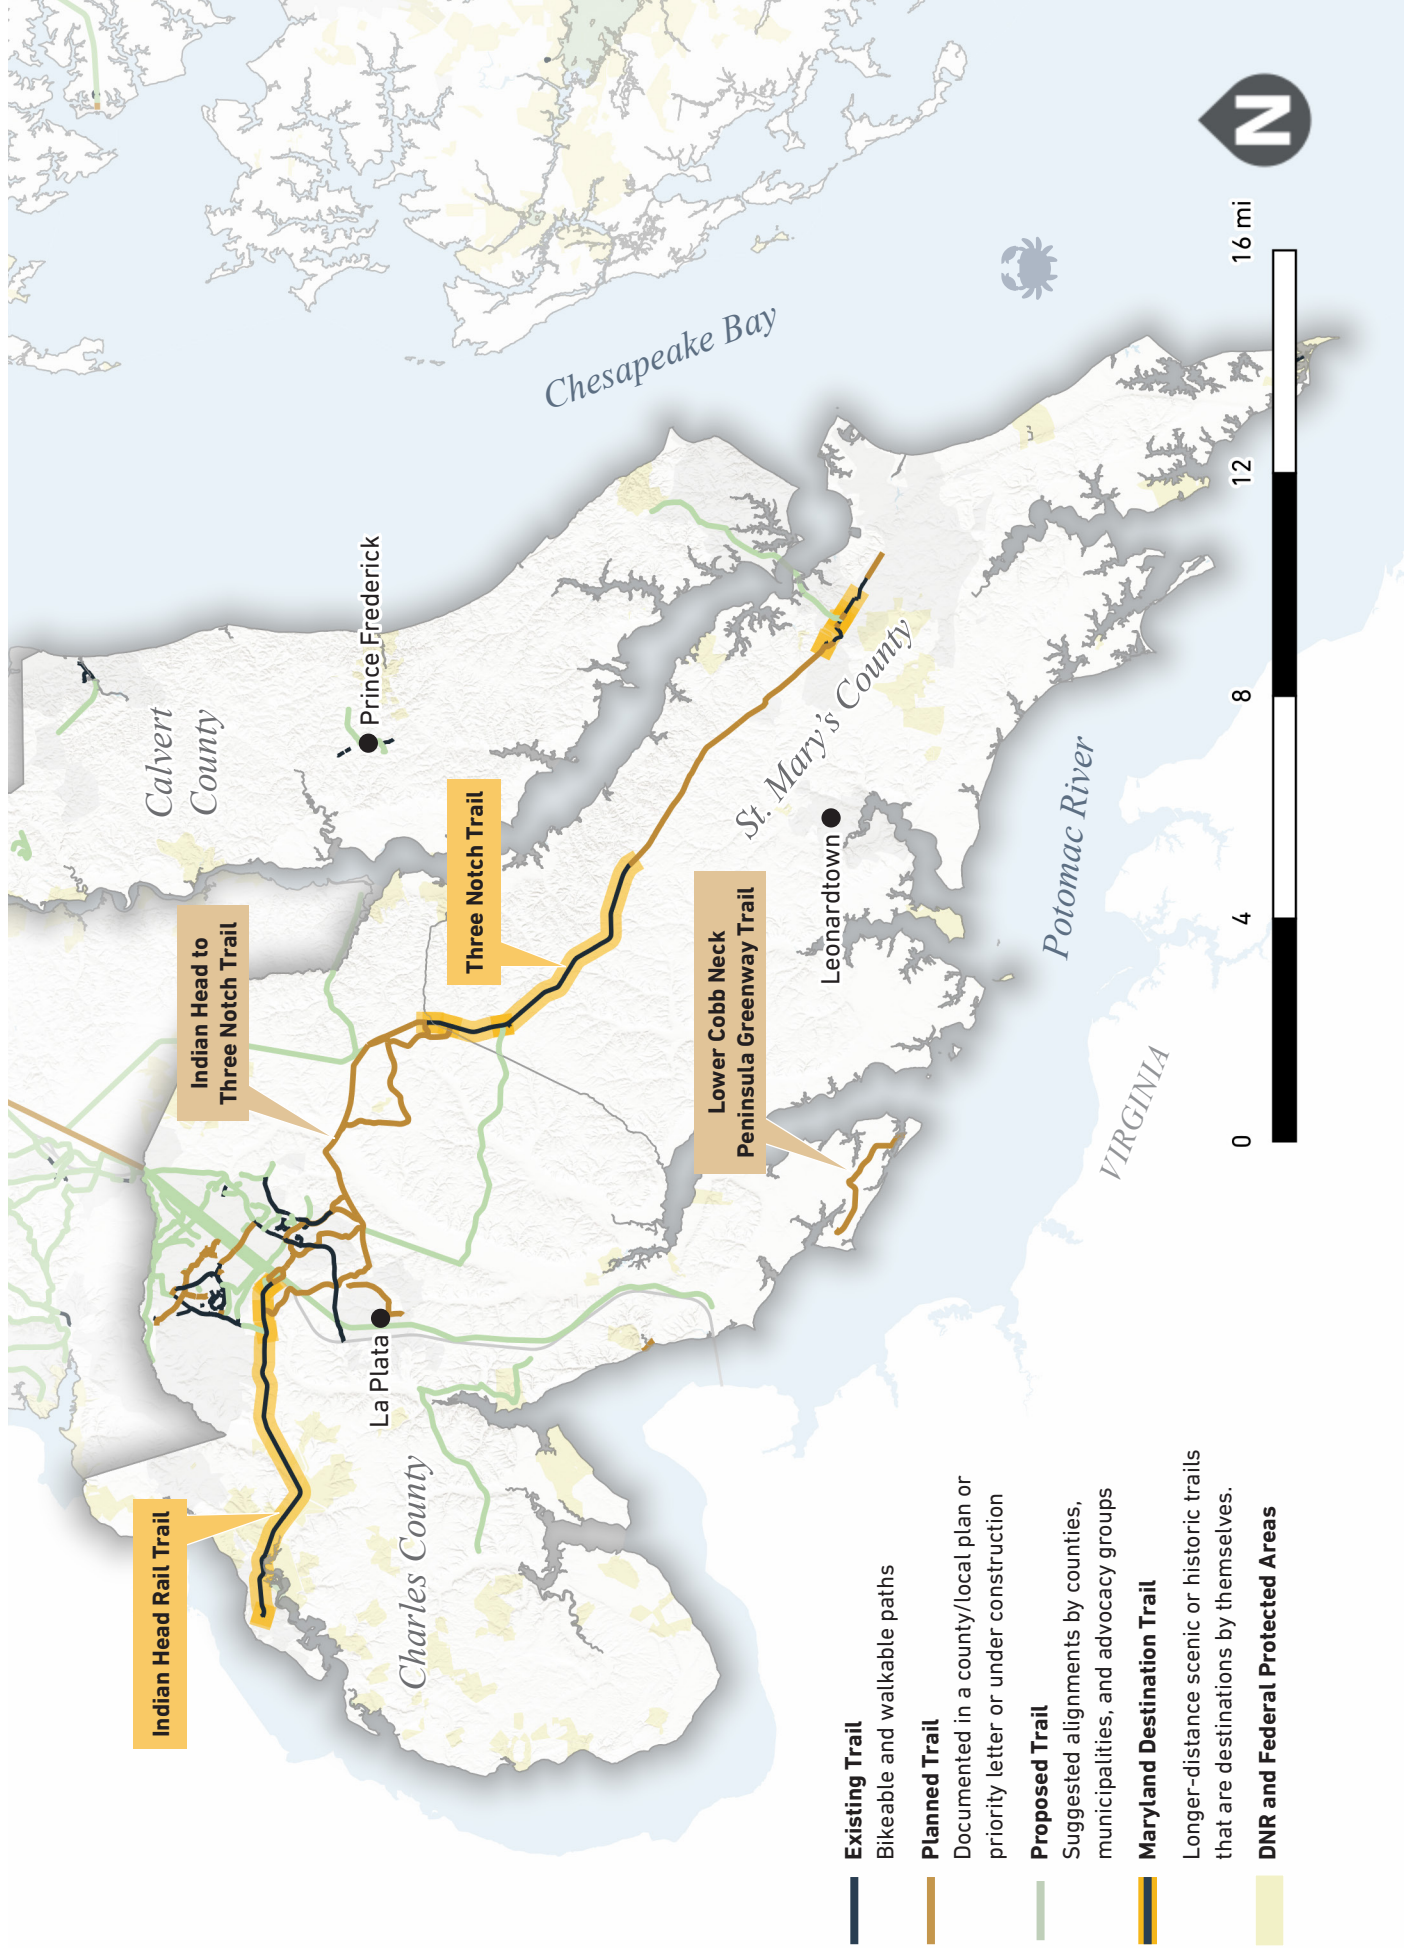 Indian Head Rail Trail
Indian Head to
Three Notch Trail
Three Notch Trail
Lower Cobb Neck
Peninsula Greenway Trail
Calvert
County
Prince Frederick
Chesapeake Bay
La Plata
Charles County
St. Mary's County
Leonardtown
Potomac River
VIRGINIA
Existing Trail
Bikeable and walkable paths
Planned Trail
Documented in a county/local plan or
priority letter or under construction
Proposed Trail
Suggested alignments by counties,
municipalities, and advocacy groups
Maryland Destination Trail
Longer-distance scenic or historic trails
that are destinations by themselves.
DNR and Federal Protected Areas
0 4 8 12 16 mi
N